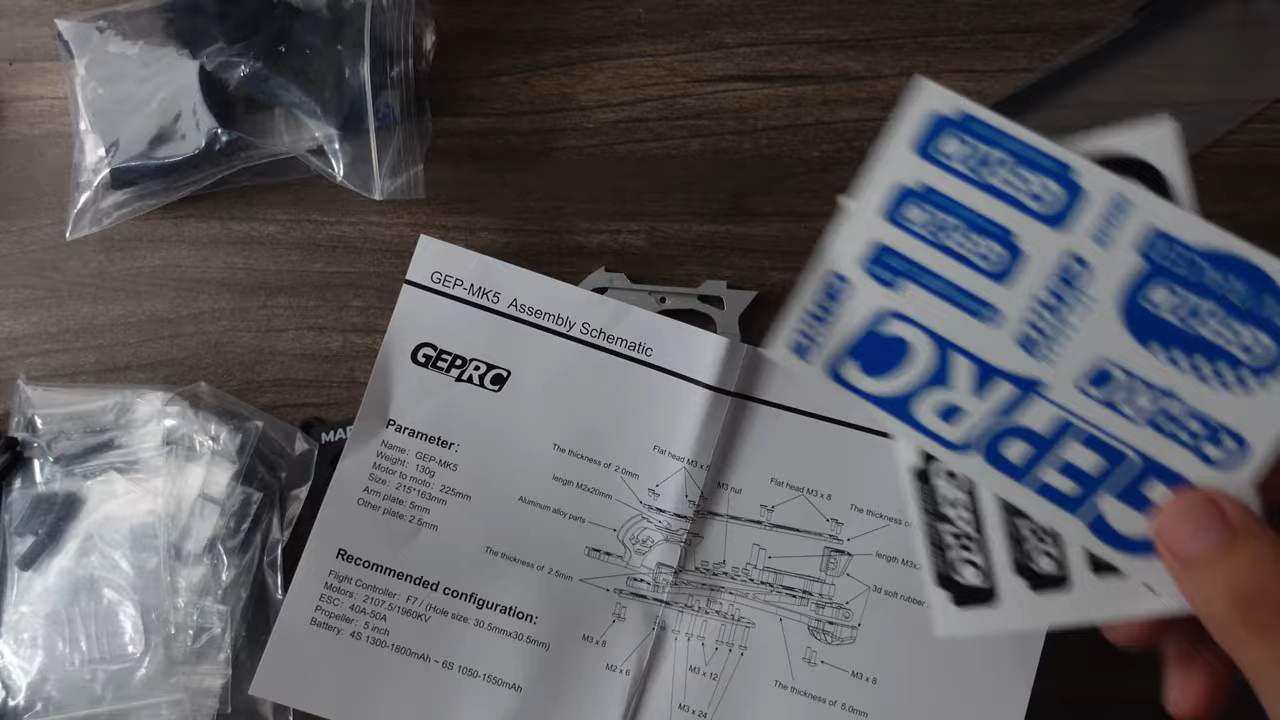 GEP-MK5 Assembly Schematic
GEPRC
Parameter:
Name: GEP-MK5
Weight: 130g
Motor to moto: 225mm
Size: 215*163mm
Arm plate: 5mm
Other plate: 2.5mm
Recommended configuration:
Flight Controller: F7 / (Hole size: 30.5mmx30.5mm)
Motors: 2107.5/1960KV
ESC: 40A-50A
Propeller: 5 inch
Battery: 4S 1300-1800mAh ~ 6S 1050-1550mAh
The thickness of 2.0mm
Flat head M3 x 8
length M2x20mm
M3 nut
Flat head M3 x 8
The thickness
Aluminum alloy parts
The thickness of 2.5mm
length
3d soft rubber
M3 x 8
M2 x 6
M3 x 12
M3 x 24
M3 x 8
The thickness of 5.0mm
GEPRC
GEPRC
GEPRC
GEPRC
GEPRC